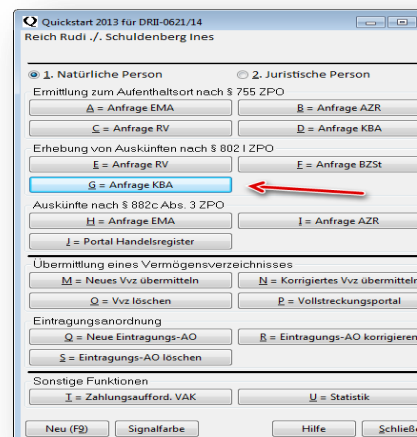 Quickstart 2013 für DRII-0621/14
Reich Rudi ./. Schuldenberg Ines
1. Natürliche Person 2. Juristische Person
Ermittlung zum Aufenthaltsort nach § 755 ZPO
A = Anfrage EMA B = Anfrage AZR
C = Anfrage RV D = Anfrage KBA
Erhebung von Auskünften nach § 802 l ZPO
E = Anfrage RV F = Anfrage BZSt
G = Anfrage KBA
Auskünfte nach § 882c Abs. 3 ZPO
H = Anfrage EMA I = Anfrage AZR
J = Portal Handelsregister
Übermittlung eines Vermögensverzeichnisses
M = Neues Vvz übermitteln N = Korrigiertes Vvz übermitteln
O = Vvz löschen P = Vollstreckungsportal
Eintragungsanordnung
Q = Neue Eintragungs-AO R = Eintragungs-AO korrigieren
S = Eintragungs-AO löschen
Sonstige Funktionen
T = Zahlungsaufford. VAK U = Statistik
Neu (F9) Signalfarbe Hilfe Schließe